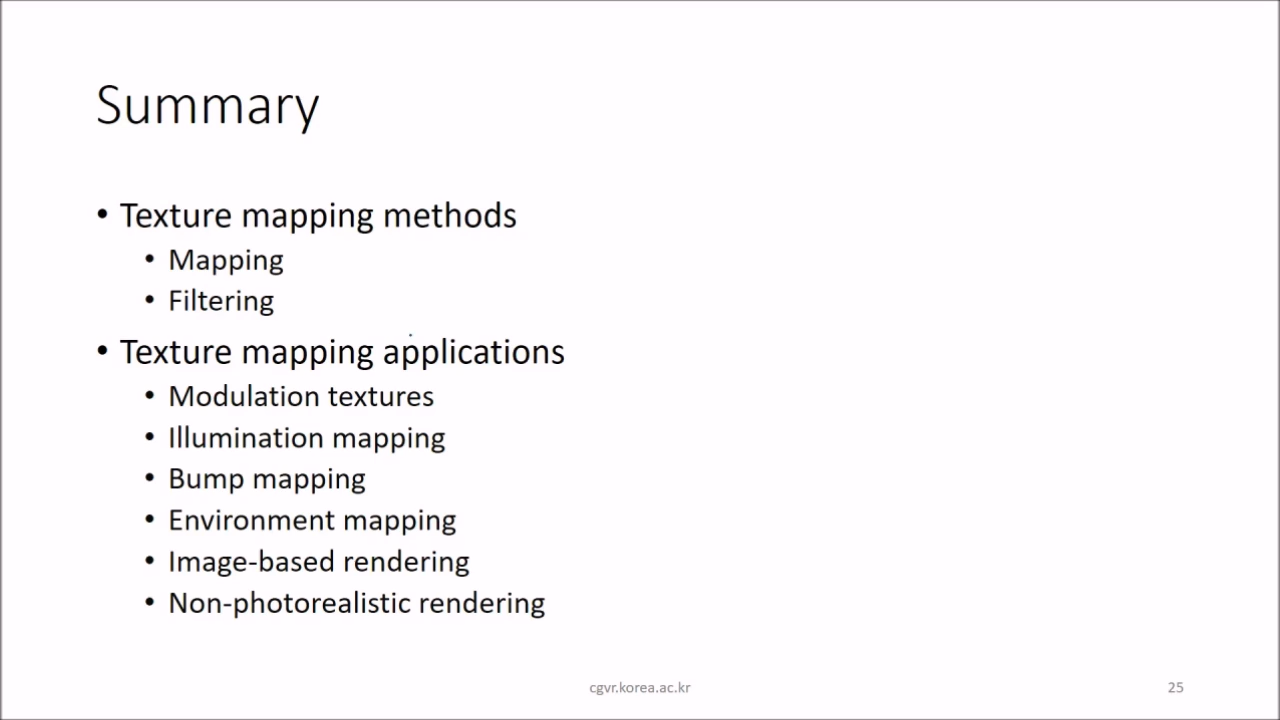 Summary
• Texture mapping methods
• Mapping
• Filtering
• Texture mapping applications
• Modulation textures
• Illumination mapping
• Bump mapping
• Environment mapping
• Image-based rendering
• Non-photorealistic rendering
cgvr.korea.ac.kr
25